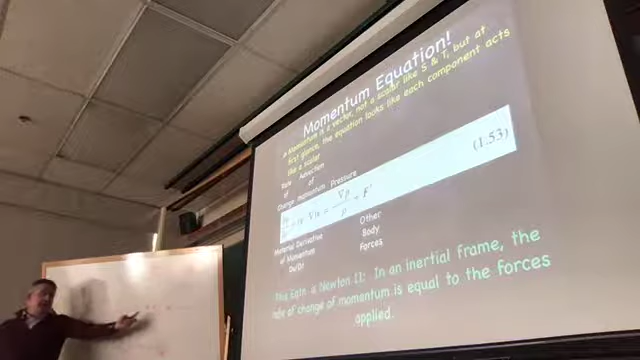 Momentum Equation!
Momentum is a vector, not a scalar like S & T, but at
first glance, the equation looks like each component acts
like a scalar
Rate Advection
of of
Change momentum Pressure
∇p
ρ
(1.53)
Material Derivative
of Momentum
Du/Dt
Other
Body
Forces
This Eqtn is Newton II: In an inertial frame, the
rate of change of momentum is equal to the forces
applied.